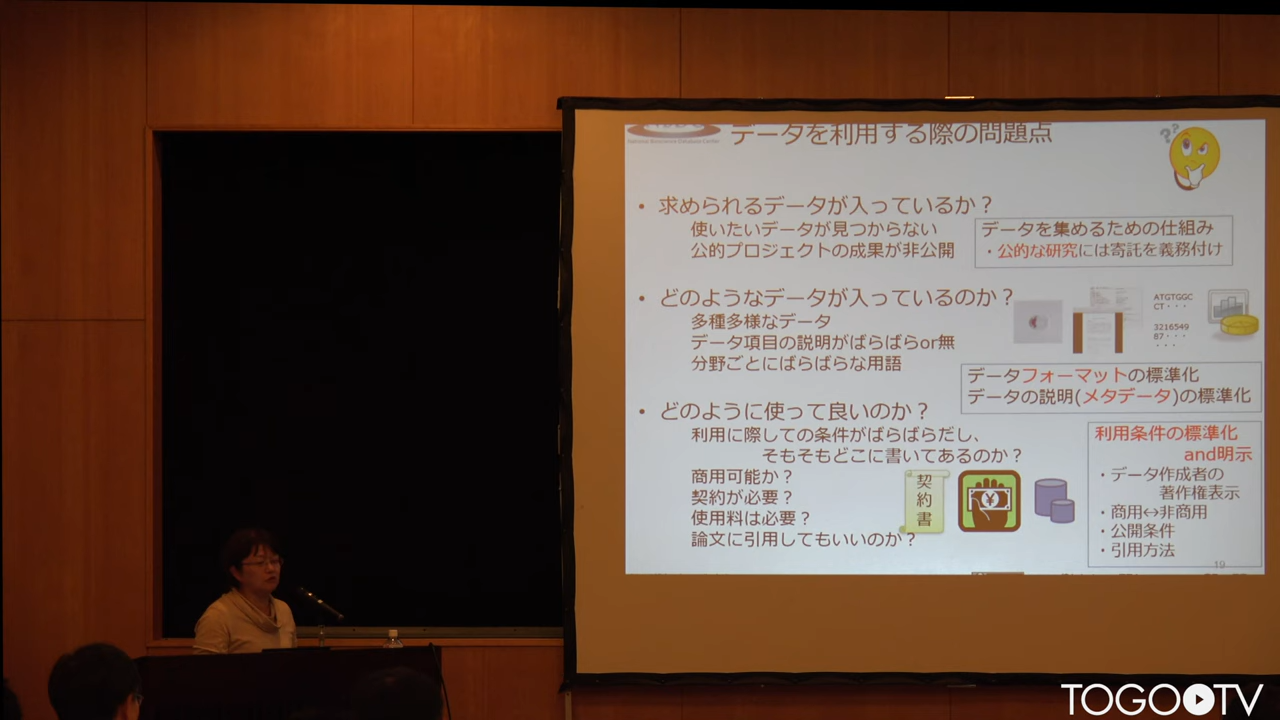 National Bioscience Database Center
データを利用する際の問題点
??
• 求められるデータが入っているか？
使いたいデータが見つからない
公的プロジェクトの成果が非公開
データを集めるための仕組み
・公的な研究には寄託を義務付け
• どのようなデータが入っているのか？
多種多様なデータ
データ項目の説明がばらばらor無
分野ごとにばらばらな用語
ATGTGGC
CT・・・
3216549
87・・・
・・・
データフォーマットの標準化
データの説明(メタデータ)の標準化
• どのように使って良いのか？
利用に際しての条件がばらばらだし、
そもそもどこに書いてあるのか？
商用可能か？
契約が必要？
使用料は必要？
論文に引用してもいいのか？
契約書
¥
利用条件の標準化
and明示
・データ作成者の
著作権表示
・商用↔非商用
・公開条件
・引用方法
19
TOGOTV